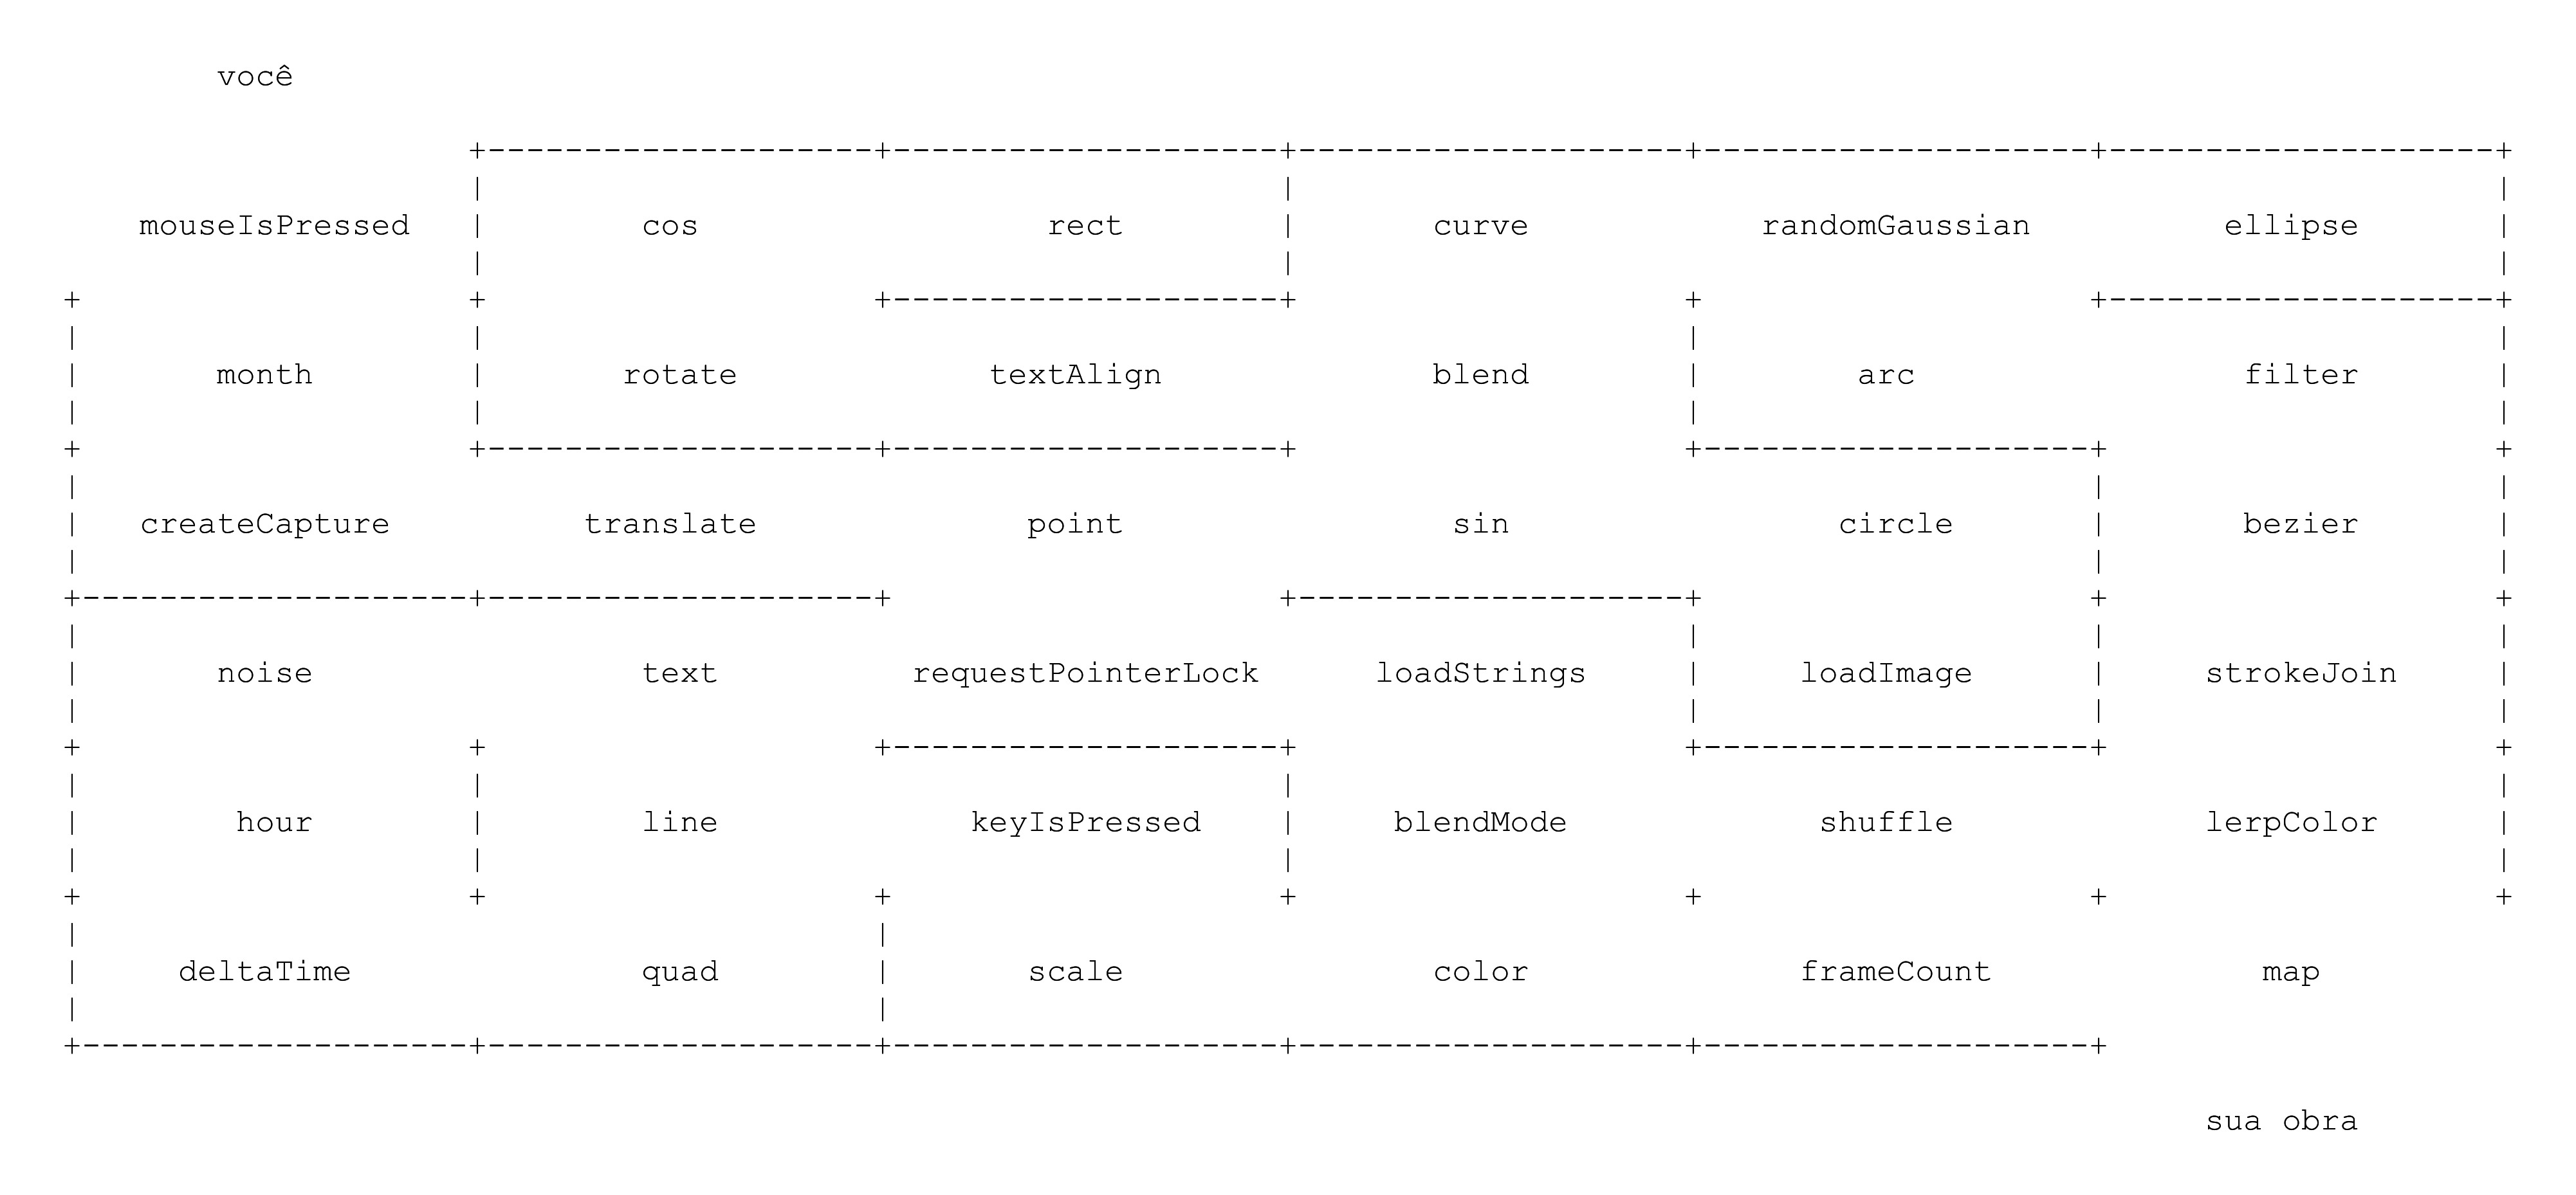 você
mouseIsPressed cos rect curve randomGaussian ellipse
month rotate textAlign blend arc filter
createCapture translate point sin circle bezier
noise text requestPointerLock loadStrings loadImage strokeJoin
hour line keyIsPressed blendMode shuffle lerpColor
deltaTime quad scale color frameCount map
sua obra